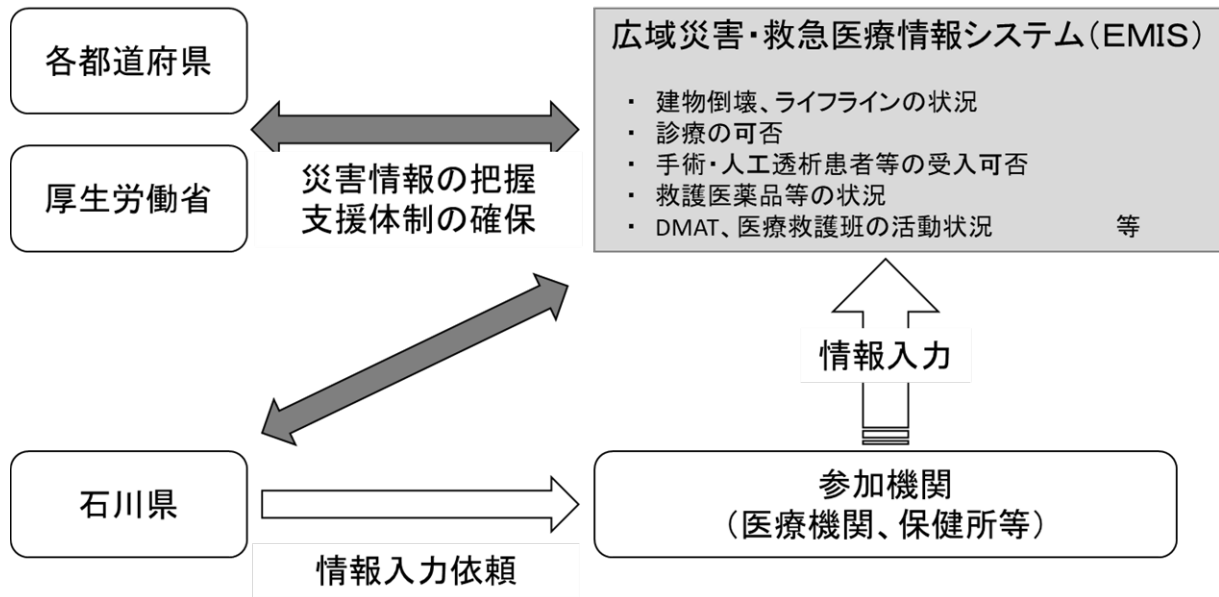 各都道府県
厚生労働省
災害情報の把握
支援体制の確保
広域災害・救急医療情報システム（EMIS）
・ 建物倒壊、ライフラインの状況
・ 診療の可否
・ 手術・人工透析患者等の受入可否
・ 救護医薬品等の状況
・ DMAT、医療救護班の活動状況 等
情報入力
石川県
情報入力依頼
参加機関
（医療機関、保健所等）